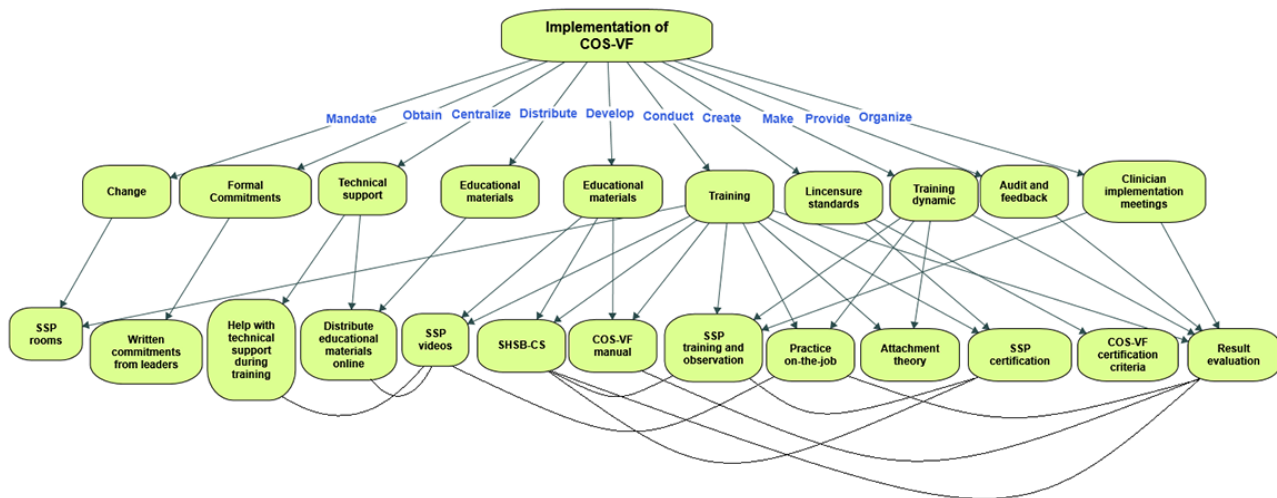 Implementation of
COS-VF
Mandate
Obtain
Centralize
Distribute
Develop
Conduct
Create
Make
Provide
Organize
Change
Formal
Commitments
Technical
support
Educational
materials
Educational
materials
Training
Lincensure
standards
Training
dynamic
Audit and
feedback
Clinician
implementation
meetings
SSP
rooms
Written
commitments
from leaders
Help with
technical
support
during
training
Distribute
educational
materials
online
SSP
videos
SHSB-CS
COS-VF
manual
SSP
training and
observation
Practice
on-the-job
Attachment
theory
SSP
certification
COS-VF
certification
criteria
Result
evaluation